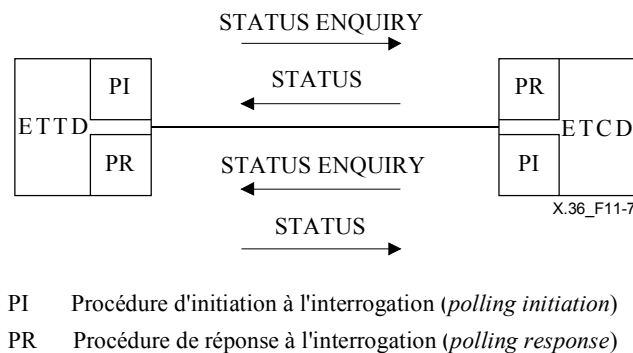 STATUS ENQUIRY
STATUS
PI
PR
ETTD
ETCD
PR
PI
STATUS ENQUIRY
STATUS
X.36_F11-7
PI Procédure d'initiation à l'interrogation (polling initiation)
PR Procédure de réponse à l'interrogation (polling response)